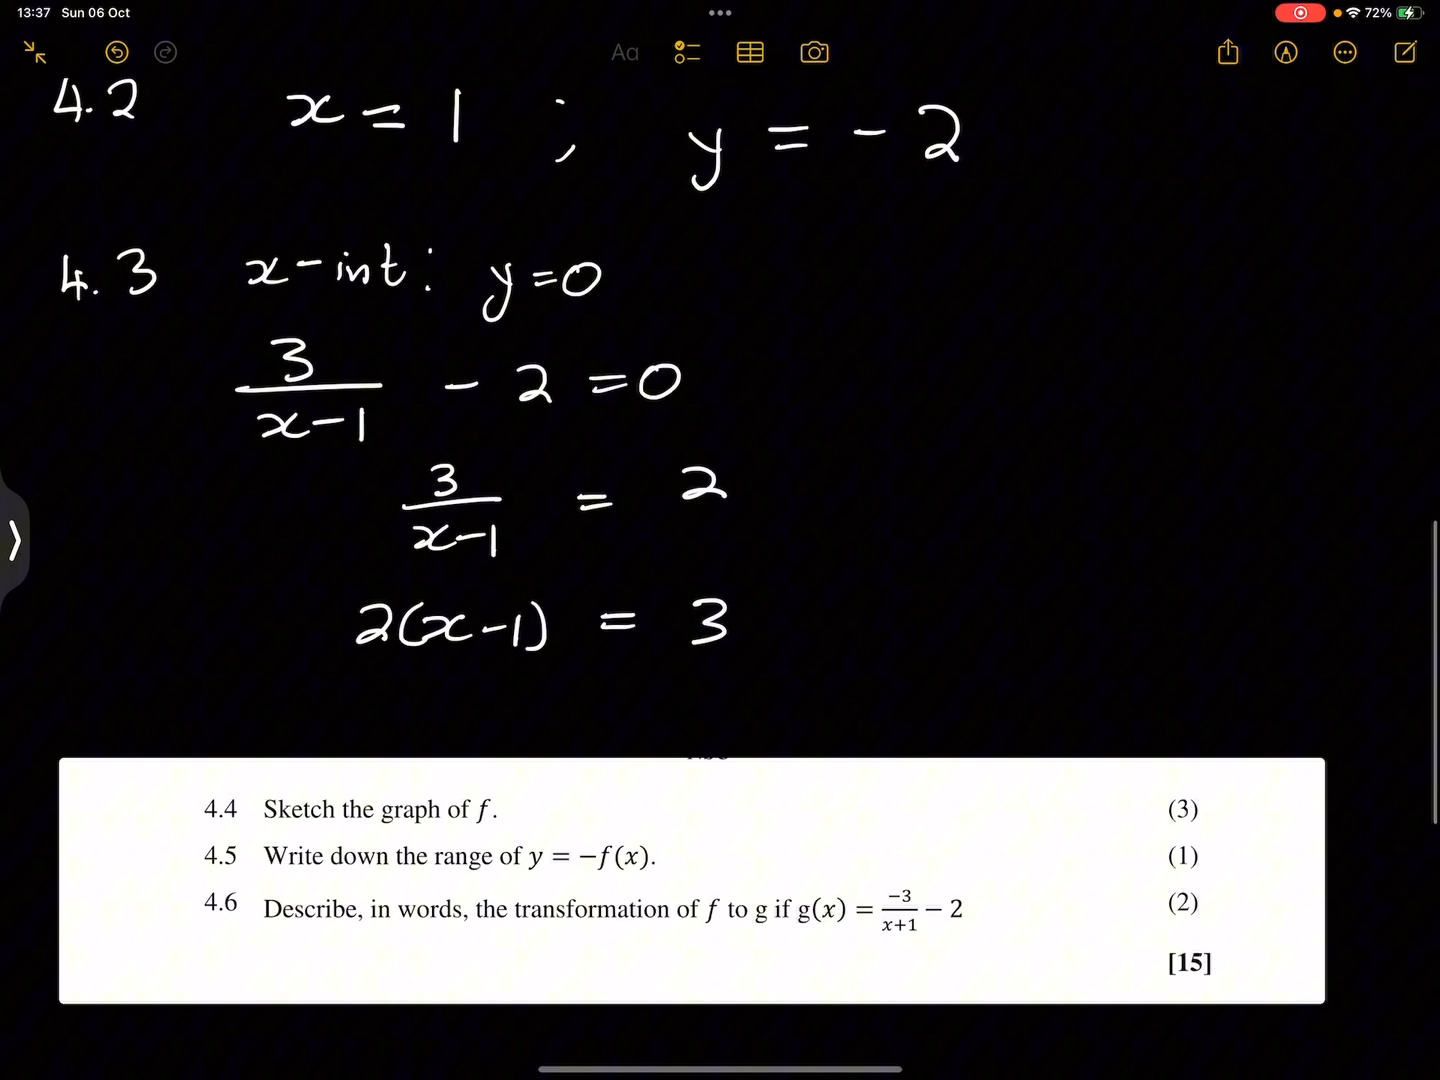 13:37 Sun 06 Oct
72%
Aa
4.2 x = 1 ; y = - 2
4.3 x-int: y=0
3/(x-1) - 2 = 0
3/(x-1) = 2
2(x-1) = 3
4.4 Sketch the graph of f. (3)
4.5 Write down the range of y = −f(x). (1)
4.6 Describe, in words, the transformation of f to g if g(x) = −3/(x+1) − 2 (2)
[15]